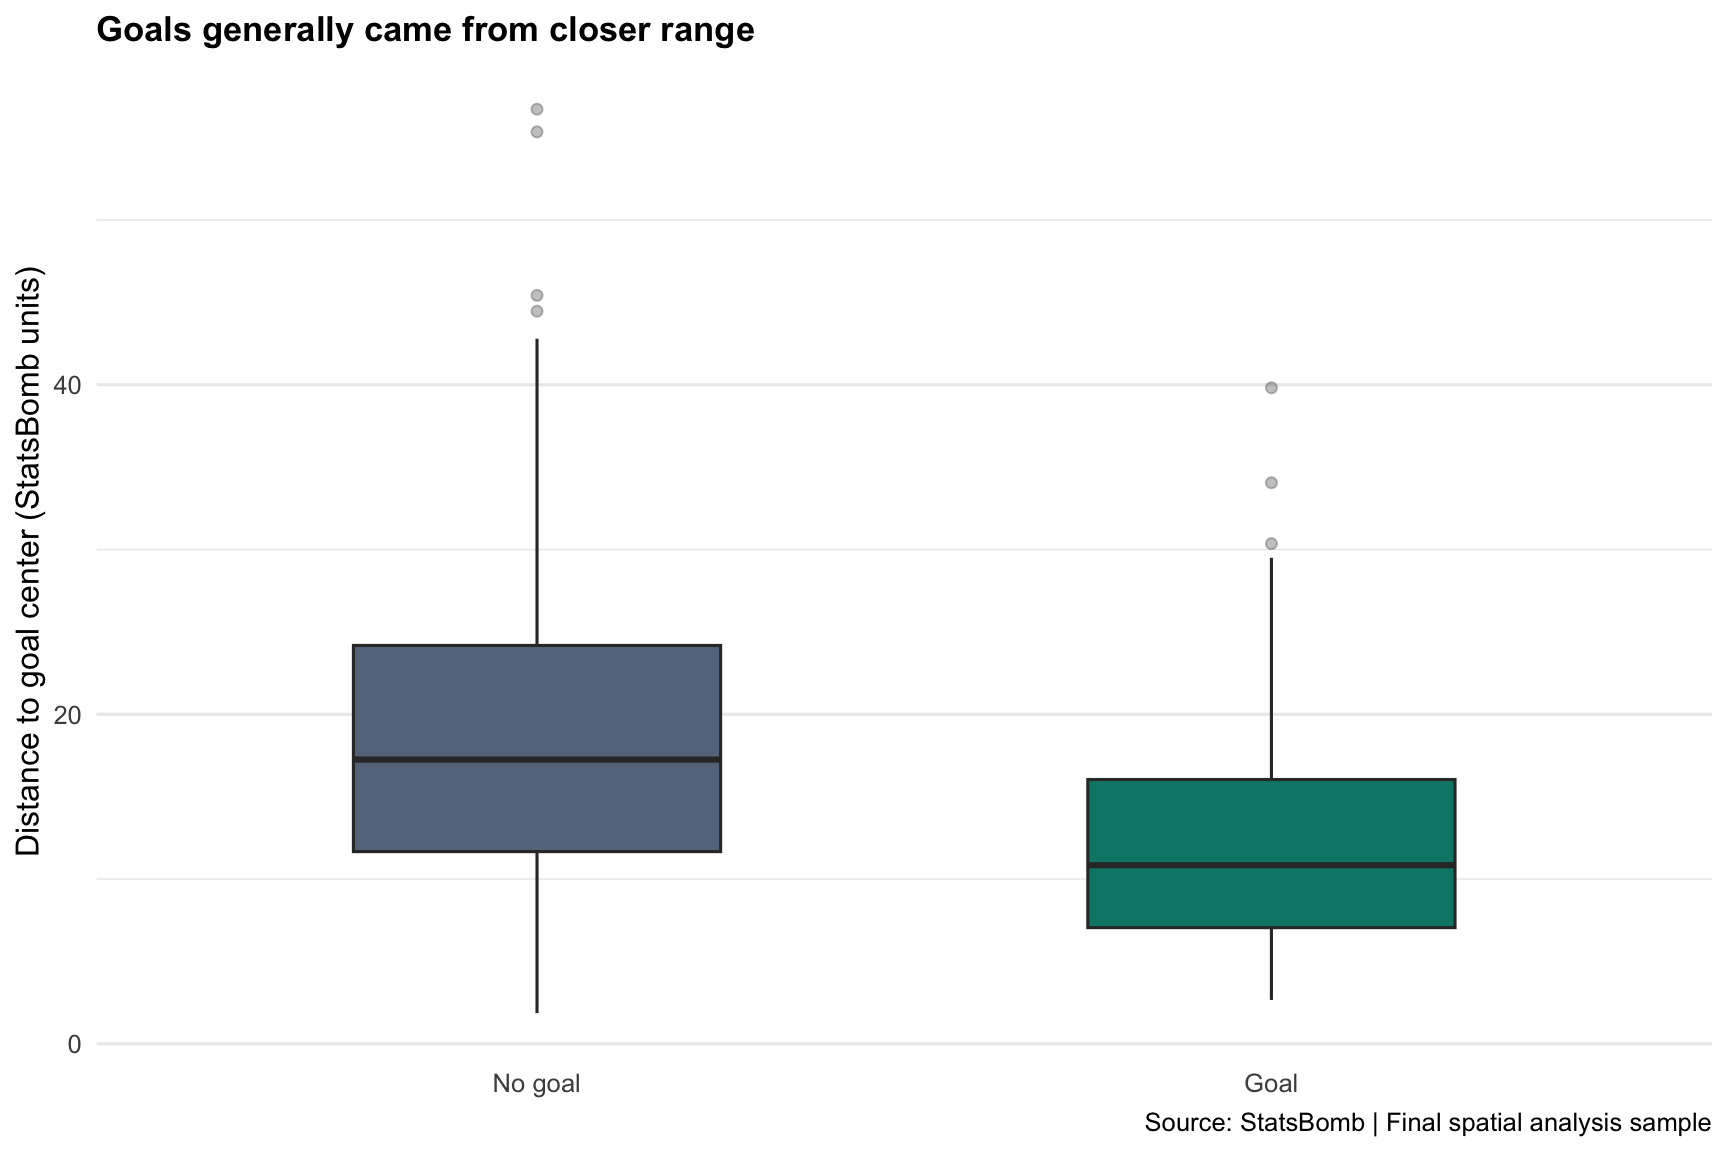 Goals generally came from closer range
Distance to goal center (StatsBomb units)
40
20
0
No goal
Goal
Source: StatsBomb | Final spatial analysis sample